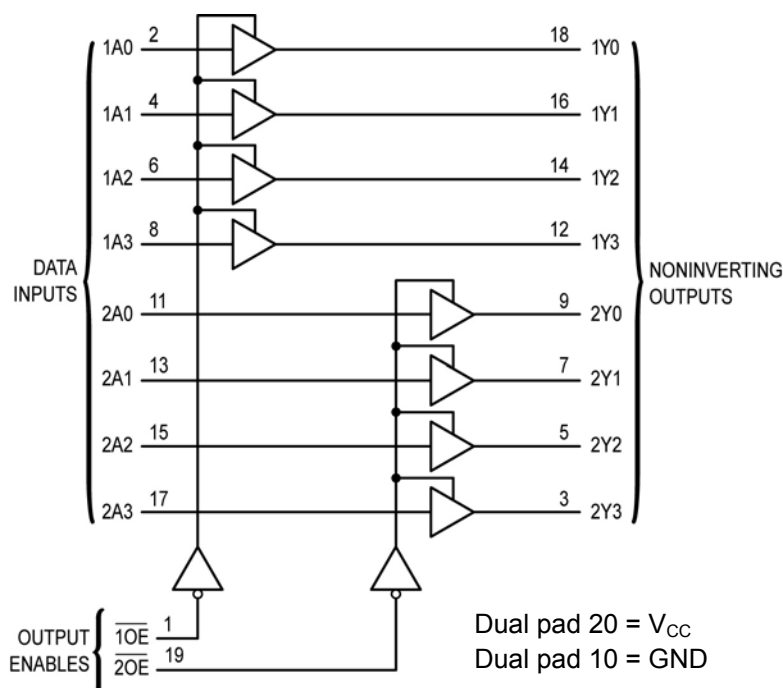 1A0 2 18 1Y0
1A1 4 16 1Y1
1A2 6 14 1Y2
1A3 8 12 1Y3
DATA
INPUTS
NONINVERTING
OUTPUTS
2A0 11 9 2Y0
2A1 13 7 2Y1
2A2 15 5 2Y2
2A3 17 3 2Y3
OUTPUT
ENABLES
1̅O̅E̅ 1
2̅O̅E̅ 19
Dual pad 20 = VCC
Dual pad 10 = GND